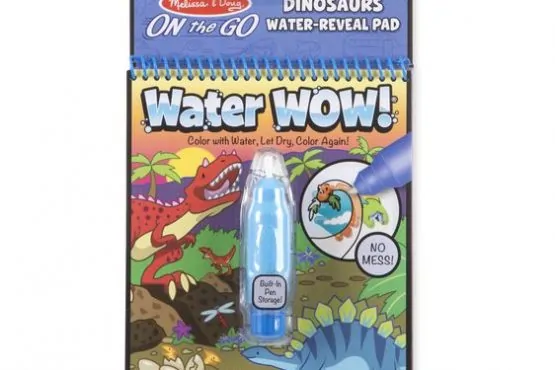 Melissa & Doug
ON the GO
DINOSAURS
WATER-REVEAL PAD
Water WOW!
Color with Water, Let Dry, Color Again!
NO
MESS!
Built-In
Pen
Storage!